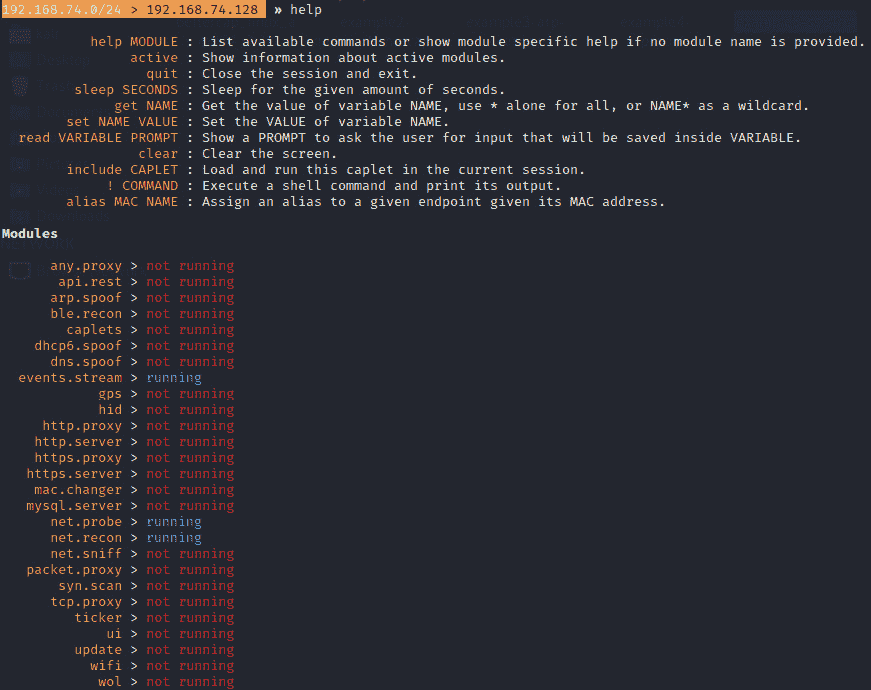 192.168.74.0/24 > 192.168.74.128 » help
help MODULE : List available commands or show module specific help if no module name is provided.
active : Show information about active modules.
quit : Close the session and exit.
sleep SECONDS : Sleep for the given amount of seconds.
get NAME : Get the value of variable NAME, use * alone for all, or NAME* as a wildcard.
set NAME VALUE : Set the VALUE of variable NAME.
read VARIABLE PROMPT : Show a PROMPT to ask the user for input that will be saved inside VARIABLE.
clear : Clear the screen.
include CAPLET : Load and run this caplet in the current session.
! COMMAND : Execute a shell command and print its output.
alias MAC NAME : Assign an alias to a given endpoint given its MAC address.
Modules
any.proxy > not running
api.rest > not running
arp.spoof > not running
ble.recon > not running
caplets > not running
dhcp6.spoof > not running
dns.spoof > not running
events.stream > running
gps > not running
hid > not running
http.proxy > not running
http.server > not running
https.proxy > not running
https.server > not running
mac.changer > not running
mysql.server > not running
net.probe > running
net.recon > running
net.sniff > not running
packet.proxy > not running
syn.scan > not running
tcp.proxy > not running
ticker > not running
ui > not running
update > not running
wifi > not running
wol > not running